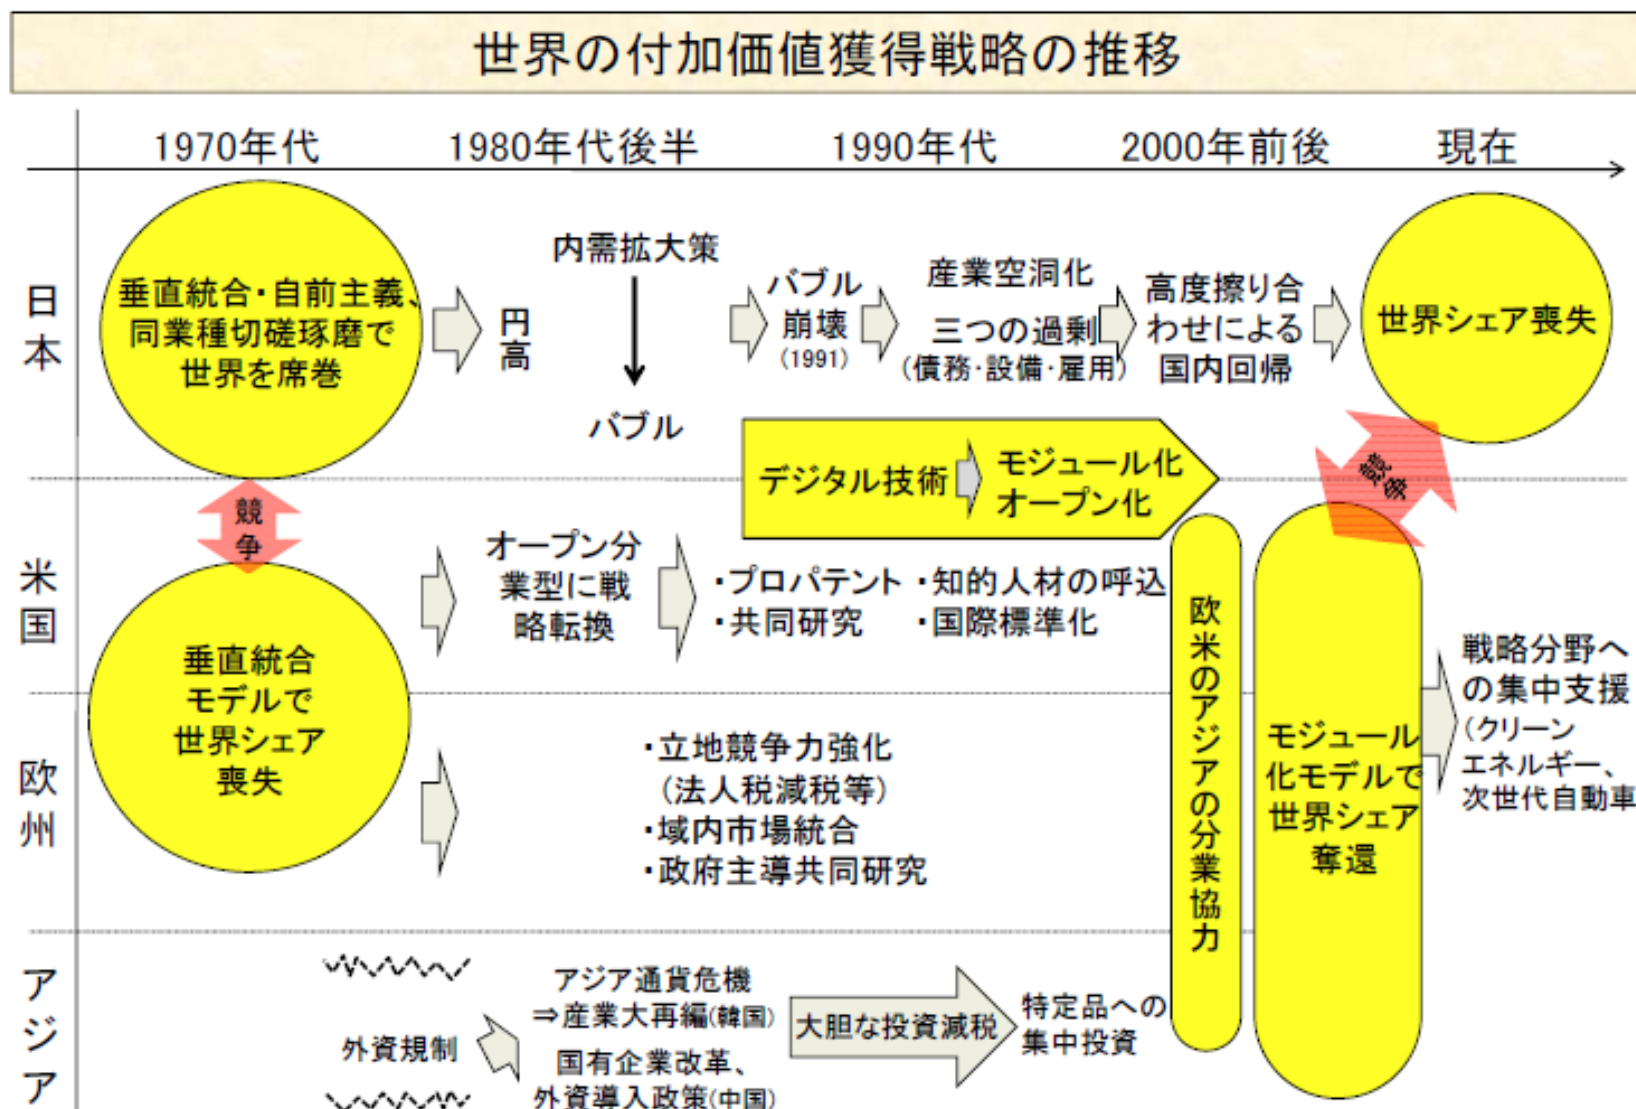 世界の付加価値獲得戦略の推移
1970年代
1980年代後半
1990年代
2000年前後
現在
日本
垂直統合・自前主義、
同業種切磋琢磨で
世界を席巻
円高
内需拡大策
バブル
バブル
崩壊
(1991)
産業空洞化
三つの過剰
(債務・設備・雇用)
高度擦り合
わせによる
国内回帰
世界シェア喪失
デジタル技術
モジュール化
オープン化
競争
競争
米国
オープン分
業型に戦
略転換
・プロパテント
・共同研究
・知的人材の呼込
・国際標準化
垂直統合
モデルで
世界シェア
喪失
欧州
・立地競争力強化
(法人税減税等)
・域内市場統合
・政府主導共同研究
欧米のアジアの分業協力
モジュール
化モデルで
世界シェア
奪還
戦略分野へ
の集中支援
(クリーン
エネルギー、
次世代自動車
アジア
外資規制
アジア通貨危機
⇒産業大再編(韓国)
国有企業改革、
外資導入政策(中国)
大胆な投資減税
特定品への
集中投資